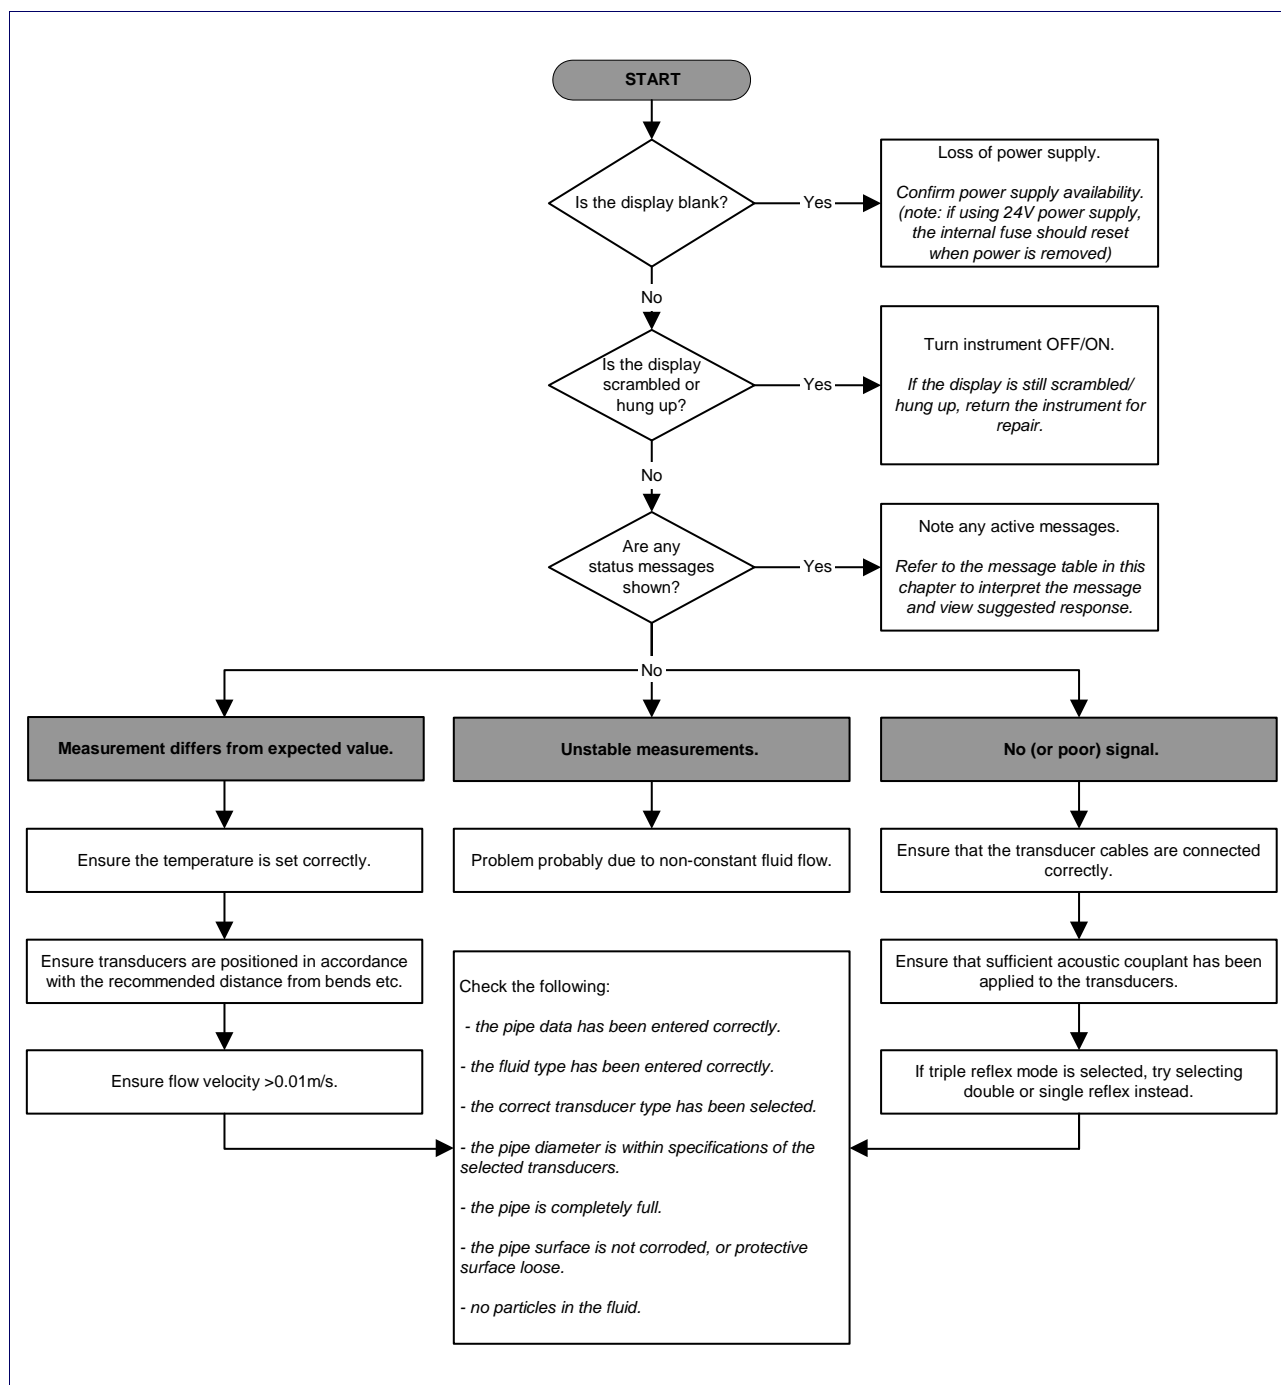 START
Is the display blank?
Yes
Loss of power supply.
Confirm power supply availability.
(note: if using 24V power supply,
the internal fuse should reset
when power is removed)
No
Is the display
scrambled or
hung up?
Yes
Turn instrument OFF/ON.
If the display is still scrambled/
hung up, return the instrument for
repair.
No
Are any
status messages
shown?
Yes
Note any active messages.
Refer to the message table in this
chapter to interpret the message
and view suggested response.
No
Measurement differs from expected value.
Ensure the temperature is set correctly.
Ensure transducers are positioned in accordance
with the recommended distance from bends etc.
Ensure flow velocity >0.01m/s.
Unstable measurements.
Problem probably due to non-constant fluid flow.
No (or poor) signal.
Ensure that the transducer cables are connected
correctly.
Ensure that sufficient acoustic couplant has been
applied to the transducers.
If triple reflex mode is selected, try selecting
double or single reflex instead.
Check the following:
- the pipe data has been entered correctly.
- the fluid type has been entered correctly.
- the correct transducer type has been selected.
- the pipe diameter is within specifications of the
selected transducers.
- the pipe is completely full.
- the pipe surface is not corroded, or protective
surface loose.
- no particles in the fluid.